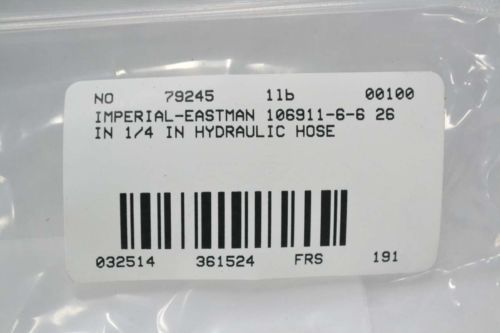 NO 79245 1lb 00100
IMPERIAL-EASTMAN 106911-6-6 26
IN 1/4 IN HYDRAULIC HOSE
032514 361524 FRS 191